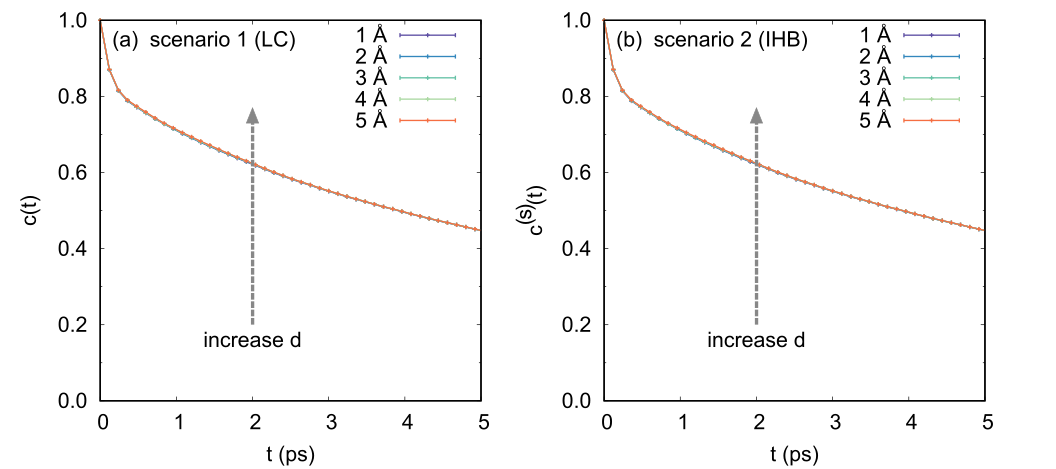 (a) scenario 1 (LC)
1 Å
2 Å
3 Å
4 Å
5 Å
increase d
c(t)
1.0
0.8
0.6
0.4
0.2
0.0
0 1 2 3 4 5
t (ps)
(b) scenario 2 (IHB)
1 Å
2 Å
3 Å
4 Å
5 Å
increase d
c(s)(t)
1.0
0.8
0.6
0.4
0.2
0.0
0 1 2 3 4 5
t (ps)